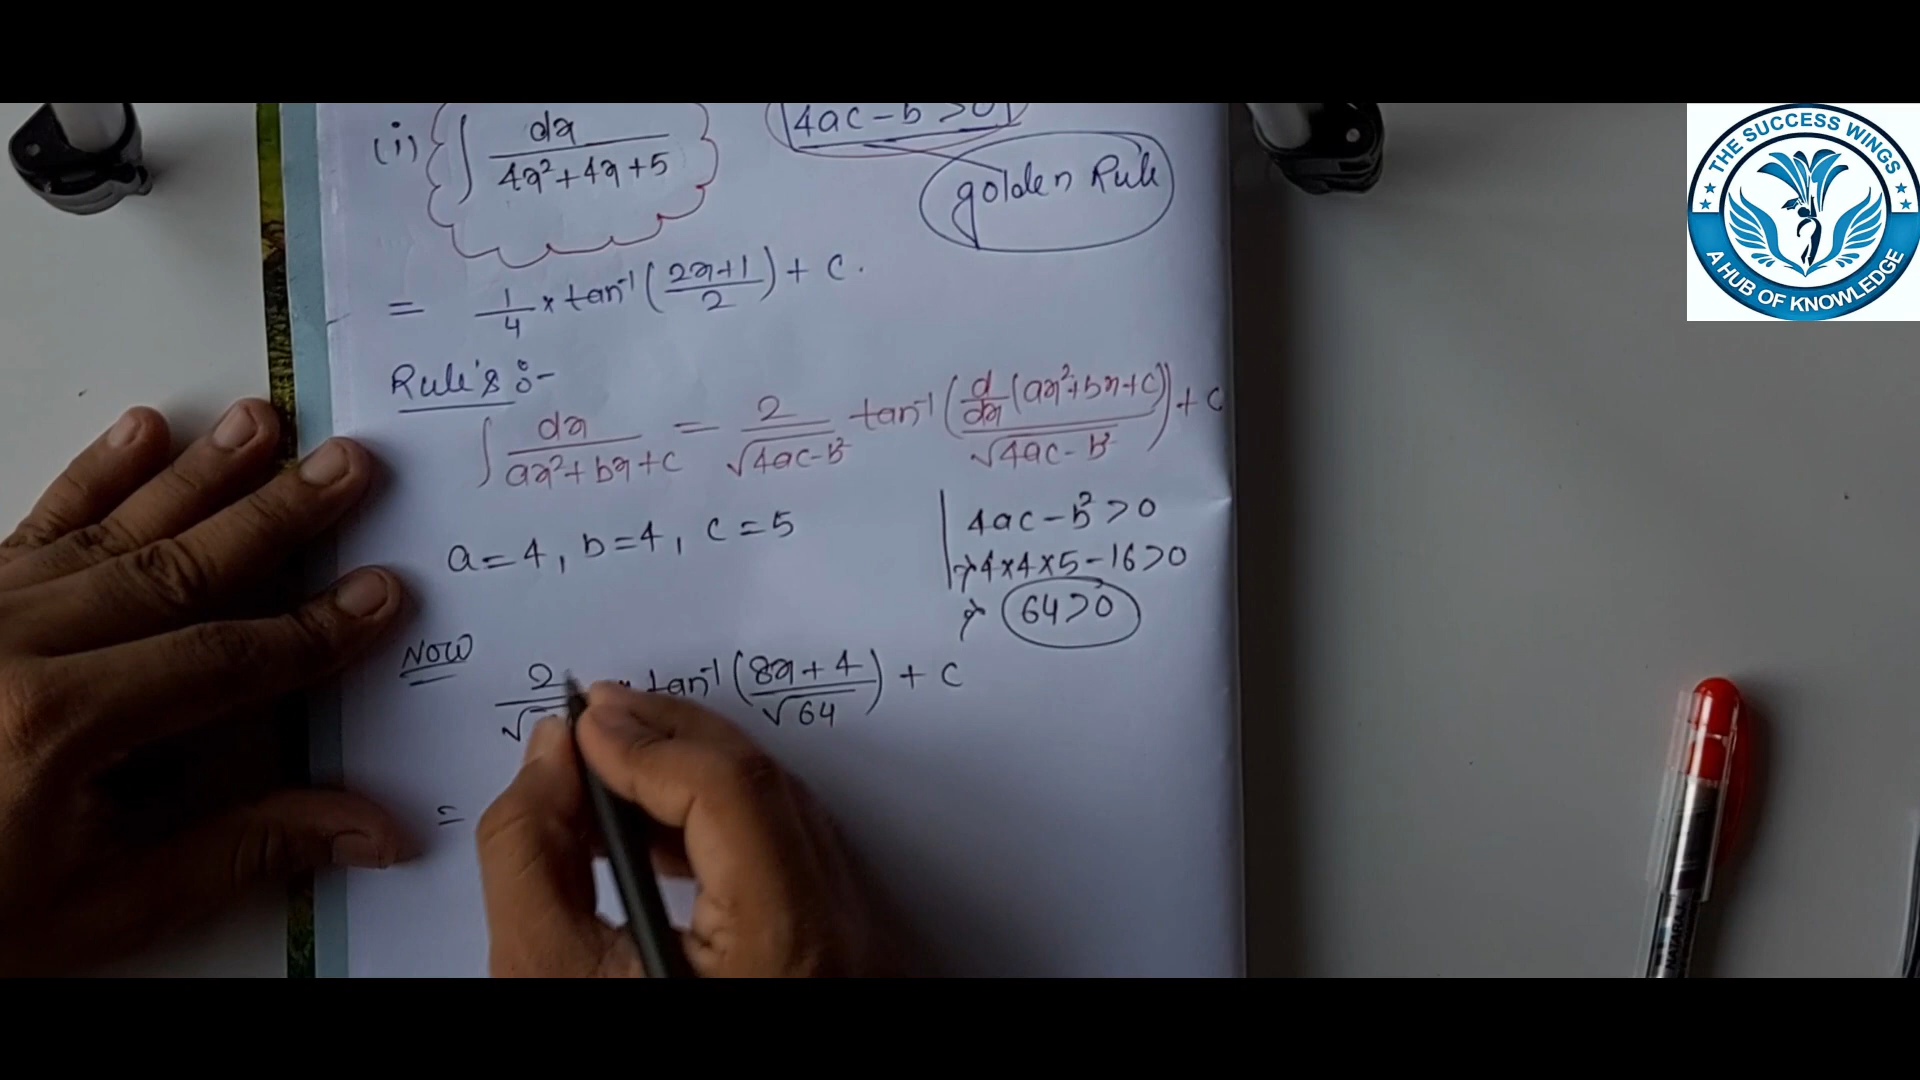 4ac-b>0
(i) ∫ dx / 4x²+4x+5
golden Rule
= 1/4 × tan⁻¹ (2x+1 / 2) + c.
Rule's :-
∫ dx / ax²+bx+c = 2 / √4ac-b² tan⁻¹ (d/dx (ax²+bx+c) / √4ac-b²) + c
a=4, b=4, c=5
4ac-b²>0
⇒ 4×4×5-16>0
⇒ 64>0
NOW
2 / √ tan⁻¹ (8x+4 / √64) + c
=
THE SUCCESS WINGS
A HUB OF KNOWLEDGE